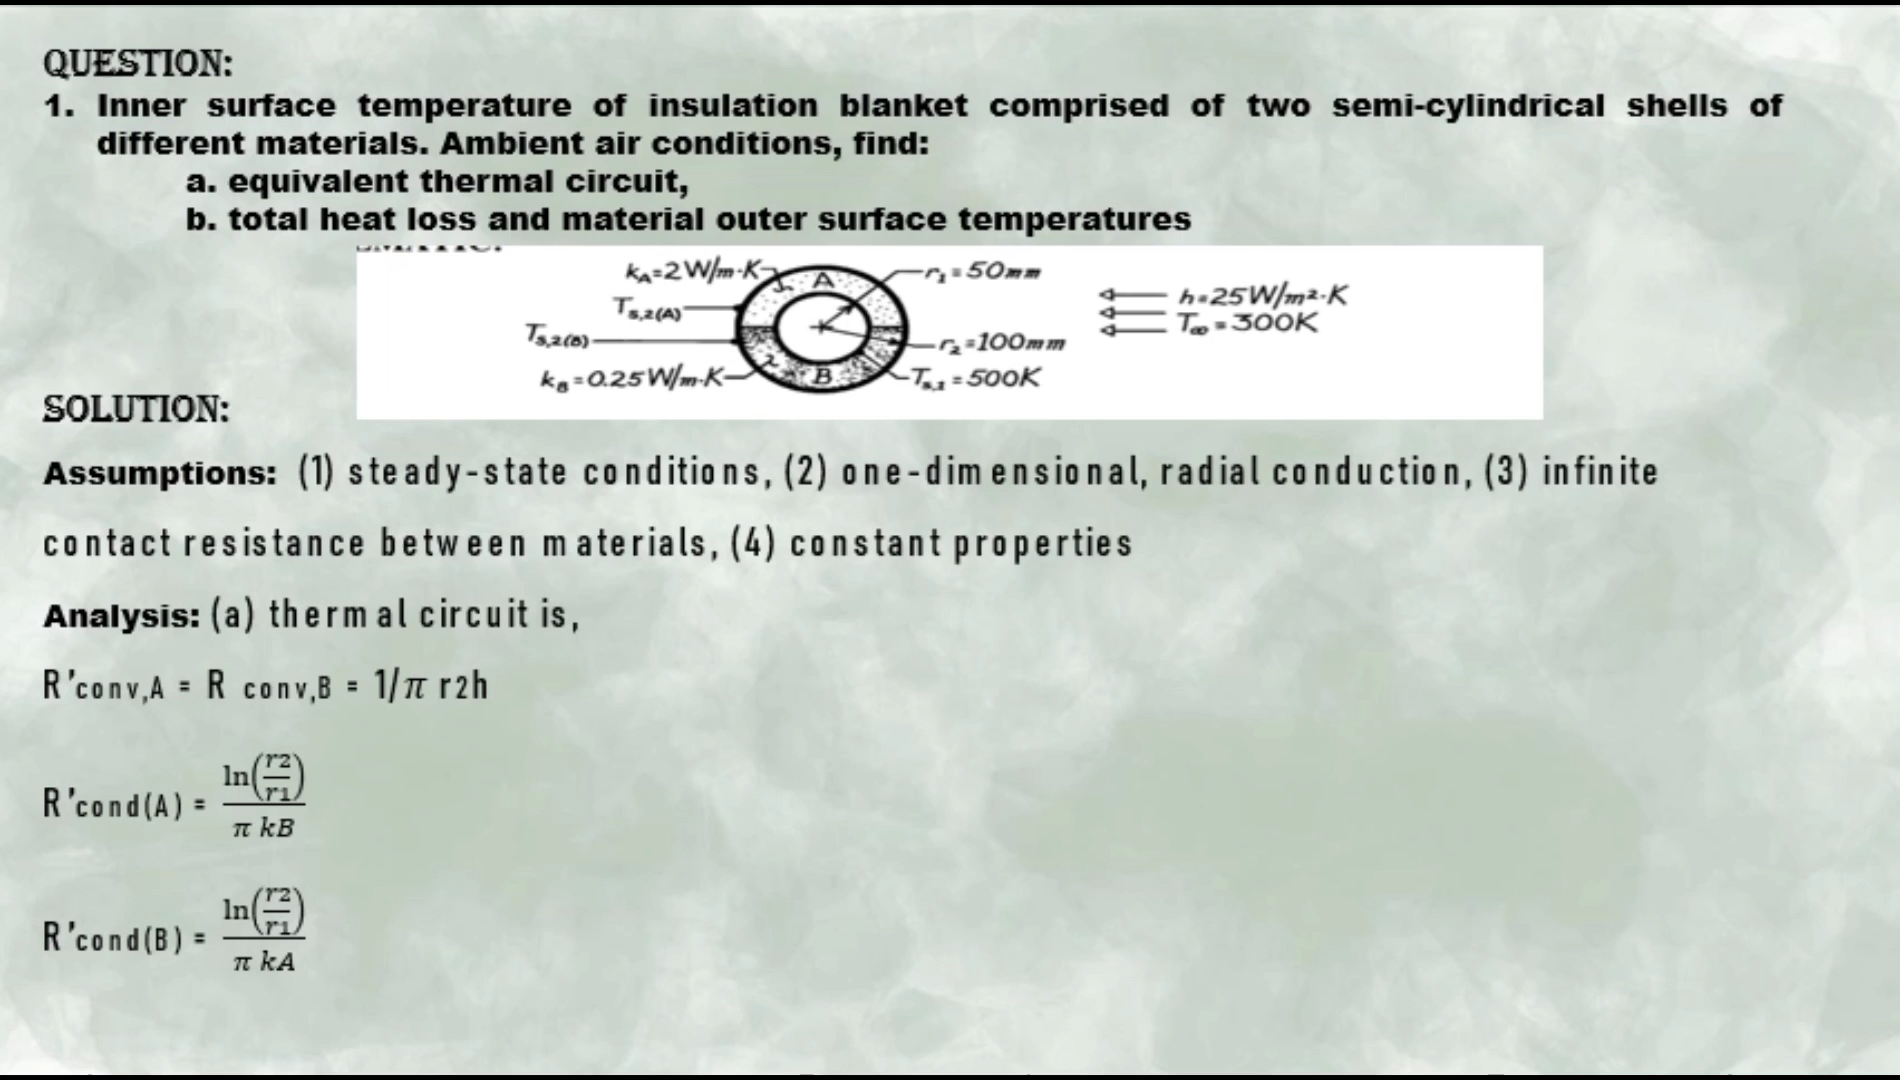 QUESTION:
1. Inner surface temperature of insulation blanket comprised of two semi-cylindrical shells of
different materials. Ambient air conditions, find:
a. equivalent thermal circuit,
b. total heat loss and material outer surface temperatures
kA=2W/m·K
A
r1=50mm
Ts,2(A)
h=25W/m²·K
T∞=300K
Ts,2(B)
r2=100mm
kB=0.25W/m·K
B
Ts,1=500K
SOLUTION:
Assumptions: (1) steady-state conditions, (2) one-dimensional, radial conduction, (3) infinite
contact resistance between materials, (4) constant properties
Analysis: (a) thermal circuit is,
R'conv,A = R conv,B = 1/π r2h
R'cond(A) = ln(r2/r1)/π kB
R'cond(B) = ln(r2/r1)/π kA